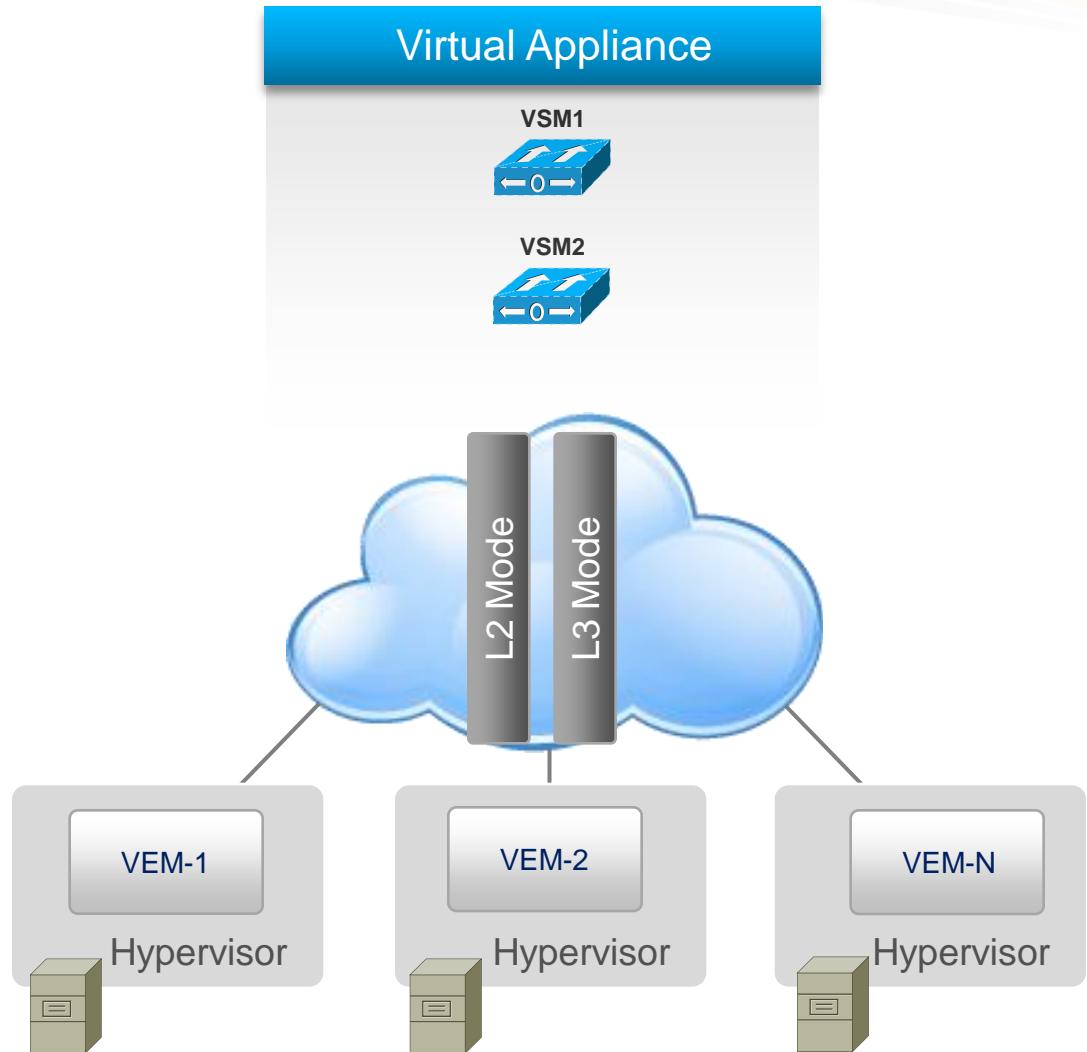 Virtual Appliance
VSM1
VSM2
L2 Mode
L3 Mode
VEM-1
VEM-2
VEM-N
Hypervisor
Hypervisor
Hypervisor